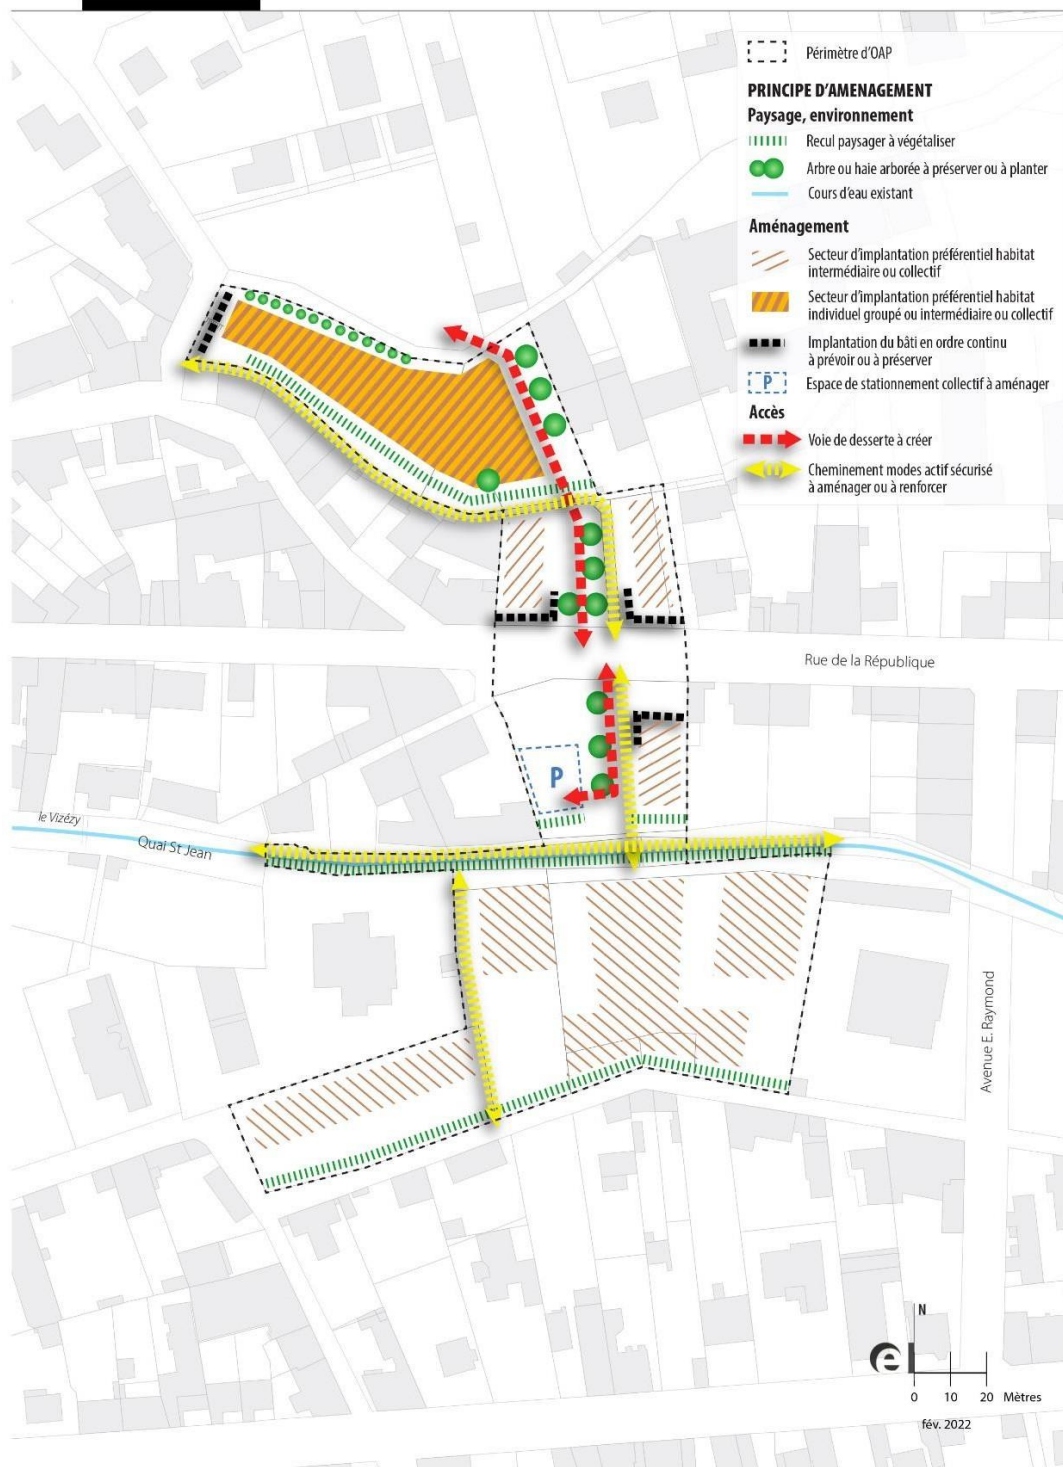 Périmètre d'OAP
PRINCIPE D'AMENAGEMENT
Paysage, environnement
Recul paysager à végétaliser
Arbre ou haie arborée à préserver ou à planter
Cours d'eau existant
Aménagement
Secteur d'implantation préférentiel habitat
intermédiaire ou collectif
Secteur d'implantation préférentiel habitat
individuel groupé ou intermédiaire ou collectif
Implantation du bâti en ordre continu
à prévoir ou à préserver
P Espace de stationnement collectif à aménager
Accès
Voie de desserte à créer
Cheminement modes actif sécurisé
à aménager ou à renforcer
Rue de la République
P
le Vizézy
Quai St Jean
Avenue E. Raymond
N
e
0 10 20 Mètres
fév. 2022